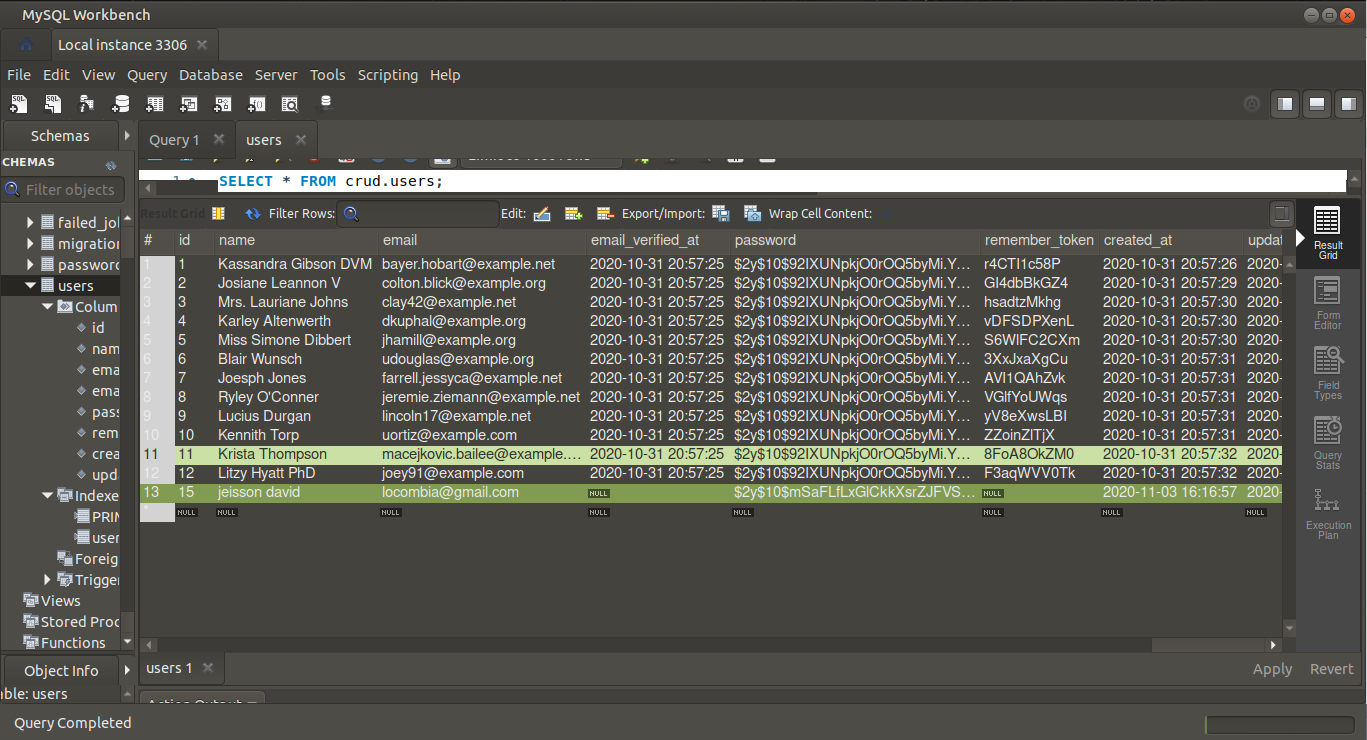 MySQL Workbench
Local instance 3306
File Edit View Query Database Server Tools Scripting Help
Schemas Query 1 users
CHEMAS
Filter objects
SELECT * FROM crud.users;
Result Grid Filter Rows: Edit: Export/Import: Wrap Cell Content:
# id name email email_verified_at password remember_token created_at updat
1 1 Kassandra Gibson DVM bayer.hobart@example.net 2020-10-31 20:57:25 $2y$10$92IXUNpkjO0rOQ5byMi.Y... r4CTI1c58P 2020-10-31 20:57:26 2020-
2 2 Josiane Leannon V colton.blick@example.org 2020-10-31 20:57:25 $2y$10$92IXUNpkjO0rOQ5byMi.Y... GI4dbBkGZ4 2020-10-31 20:57:29 2020-
3 3 Mrs. Lauriane Johns clay42@example.net 2020-10-31 20:57:25 $2y$10$92IXUNpkjO0rOQ5byMi.Y... hsadtzMkhg 2020-10-31 20:57:30 2020-
4 4 Karley Altenwerth dkuphal@example.org 2020-10-31 20:57:25 $2y$10$92IXUNpkjO0rOQ5byMi.Y... vDFSDPXenL 2020-10-31 20:57:30 2020-
5 5 Miss Simone Dibbert jhamill@example.org 2020-10-31 20:57:25 $2y$10$92IXUNpkjO0rOQ5byMi.Y... S6WIFC2CXm 2020-10-31 20:57:30 2020-
6 6 Blair Wunsch udouglas@example.org 2020-10-31 20:57:25 $2y$10$92IXUNpkjO0rOQ5byMi.Y... 3XxJxaXgCu 2020-10-31 20:57:31 2020-
7 7 Joesph Jones farrell.jessyca@example.net 2020-10-31 20:57:25 $2y$10$92IXUNpkjO0rOQ5byMi.Y... AVI1QAhZvk 2020-10-31 20:57:31 2020-
8 8 Ryley O'Conner jeremie.ziemann@example.net 2020-10-31 20:57:25 $2y$10$92IXUNpkjO0rOQ5byMi.Y... VGlfYoUWqs 2020-10-31 20:57:31 2020-
9 9 Lucius Durgan lincoln17@example.net 2020-10-31 20:57:25 $2y$10$92IXUNpkjO0rOQ5byMi.Y... yV8eXwsLBI 2020-10-31 20:57:31 2020-
10 10 Kennith Torp uortiz@example.com 2020-10-31 20:57:25 $2y$10$92IXUNpkjO0rOQ5byMi.Y... ZZoinZlTjX 2020-10-31 20:57:31 2020-
11 11 Krista Thompson macejkovic.bailee@example.... 2020-10-31 20:57:25 $2y$10$92IXUNpkjO0rOQ5byMi.Y... 8FoA8OkZM0 2020-10-31 20:57:32 2020-
12 12 Litzy Hyatt PhD joey91@example.com 2020-10-31 20:57:25 $2y$10$92IXUNpkjO0rOQ5byMi.Y... F3aqWVV0Tk 2020-10-31 20:57:32 2020-
13 15 jeisson david locombia@gmail.com NULL $2y$10$mSaFLfLxGlCkkXsrZJFVS... NULL 2020-11-03 16:16:57 2020-
* NULL NULL NULL NULL NULL NULL NULL NULL
failed_jol
migration
password
users
Colum
id
nam
ema
ema
pass
rem
crea
upda
Indexe
PRIM
user
Foreig
Trigge
Views
Stored Proc
Functions
Result
Grid
Form
Editor
Field
Types
Query
Stats
Execution
Plan
Object Info users 1 Apply Revert
able: users
Action Output
Query Completed